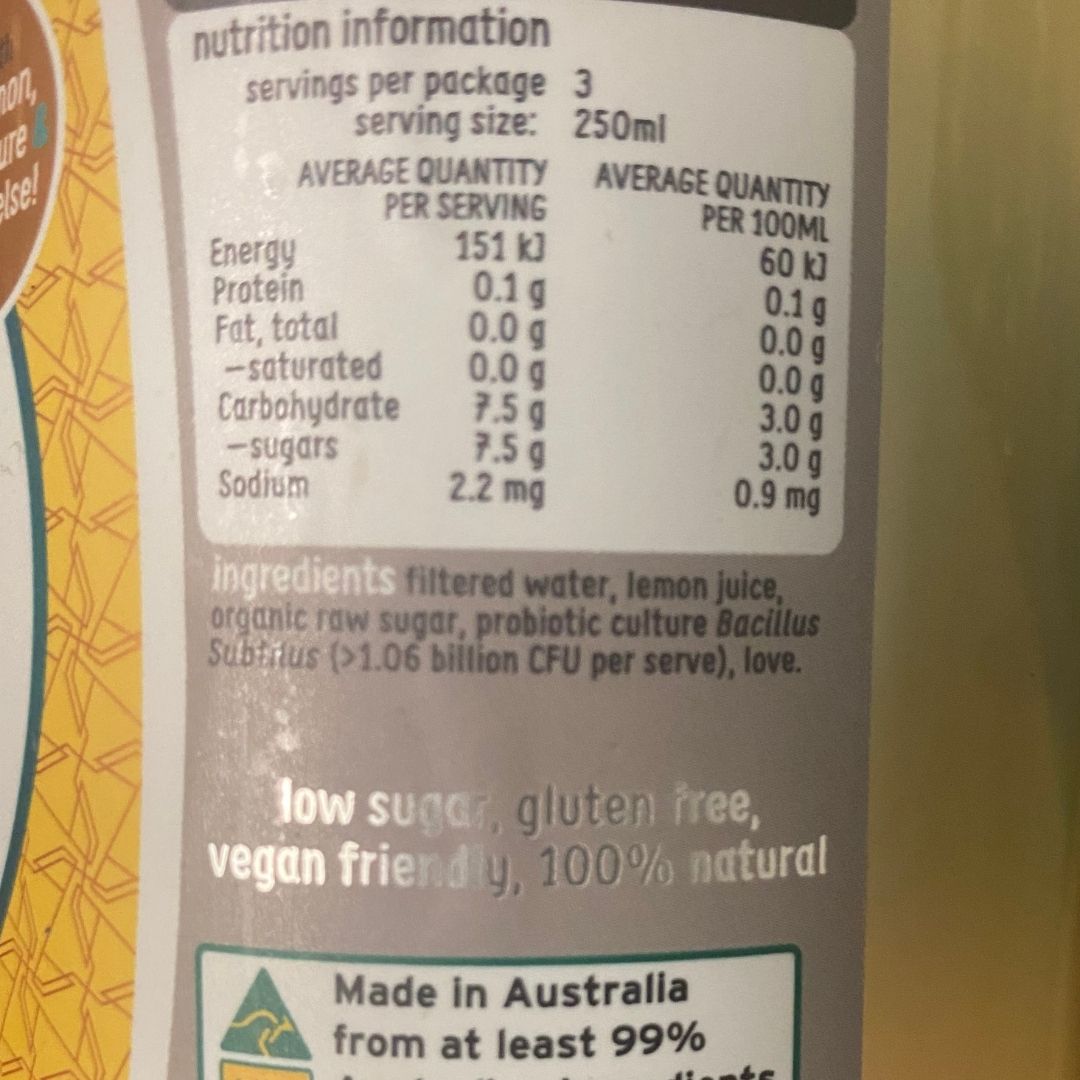 non,
ure &
else!
nutrition information
servings per package 3
serving size: 250ml
AVERAGE QUANTITY PER SERVING AVERAGE QUANTITY PER 100ML
Energy 151 kJ 60 kJ
Protein 0.1 g 0.1 g
Fat, total 0.0 g 0.0 g
–saturated 0.0 g 0.0 g
Carbohydrate 7.5 g 3.0 g
–sugars 7.5 g 3.0 g
Sodium 2.2 mg 0.9 mg
ingredients filtered water, lemon juice,
organic raw sugar, probiotic culture Bacillus
Subtilus (>1.06 billion CFU per serve), love.
low sugar, gluten free,
vegan friendly, 100% natural
Made in Australia
from at least 99%